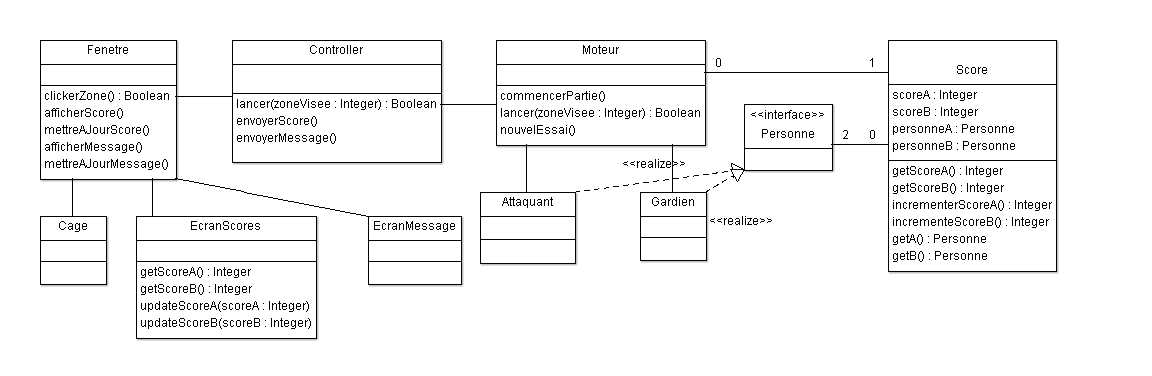 Fenetre
clickerZone() : Boolean
afficherScore()
mettreAJourScore()
afficherMessage()
mettreAJourMessage()
Controller
lancer(zoneVisee : Integer) : Boolean
envoyerScore()
envoyerMessage()
Moteur
commencerPartie()
lancer(zoneVisee : Integer) : Boolean
nouvelEssai()
0
1
Score
scoreA : Integer
scoreB : Integer
personneA : Personne
personneB : Personne
getScoreA() : Integer
getScoreB() : Integer
incrementerScoreA() : Integer
incrementeScoreB() : Integer
getA() : Personne
getB() : Personne
<<interface>>
Personne
2
0
<<realize>>
<<realize>>
Attaquant
Gardien
Cage
EcranScores
getScoreA() : Integer
getScoreB() : Integer
updateScoreA(scoreA : Integer)
updateScoreB(scoreB : Integer)
EcranMessage